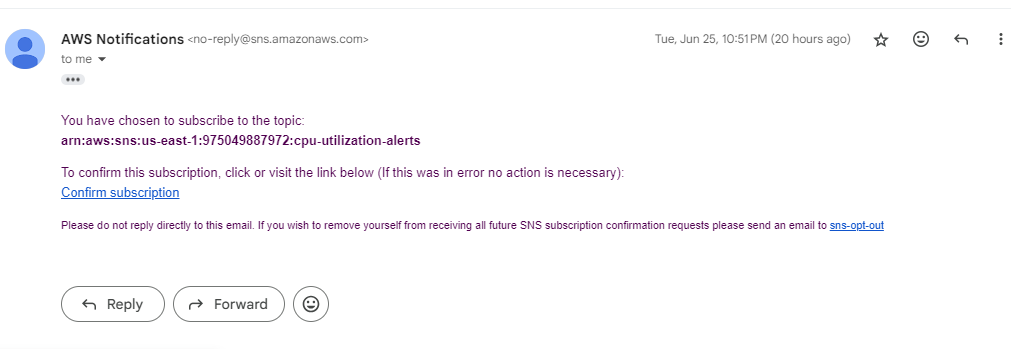 AWS Notifications <no-reply@sns.amazonaws.com> Tue, Jun 25, 10:51 PM (20 hours ago)
to me
You have chosen to subscribe to the topic:
arn:aws:sns:us-east-1:975049887972:cpu-utilization-alerts
To confirm this subscription, click or visit the link below (If this was in error no action is necessary):
Confirm subscription
Please do not reply directly to this email. If you wish to remove yourself from receiving all future SNS subscription confirmation requests please send an email to sns-opt-out
Reply Forward